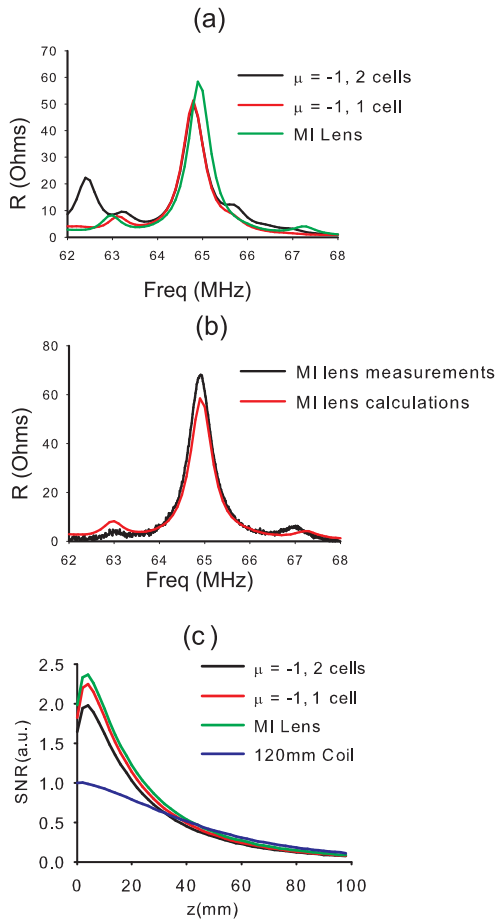 (a)
70
60
50
40
30
20
10
0
R (Ohms)
μ = -1, 2 cells
μ = -1, 1 cell
MI Lens
62 63 64 65 66 67 68
Freq (MHz)
(b)
80
60
40
20
0
R (Ohms)
MI lens measurements
MI lens calculations
62 63 64 65 66 67 68
Freq (MHz)
(c)
2.5
2.0
1.5
1.0
0.5
0.0
SNR(a.u.)
μ = -1, 2 cells
μ = -1, 1 cell
MI Lens
120mm Coil
0 20 40 60 80 100
z(mm)